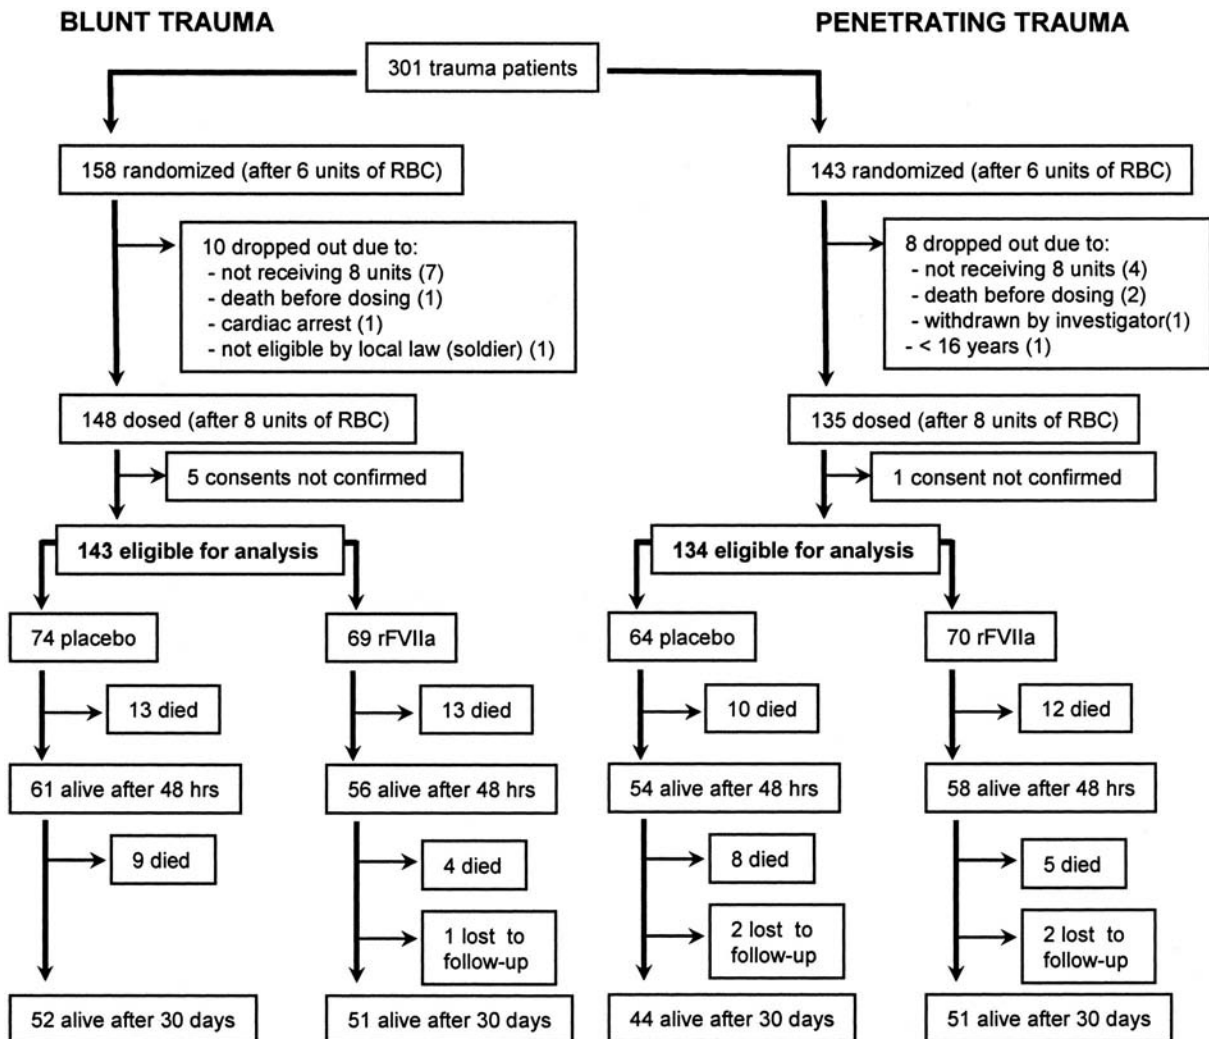 BLUNT TRAUMA
PENETRATING TRAUMA
301 trauma patients
158 randomized (after 6 units of RBC)
143 randomized (after 6 units of RBC)
10 dropped out due to:
- not receiving 8 units (7)
- death before dosing (1)
- cardiac arrest (1)
- not eligible by local law (soldier) (1)
8 dropped out due to:
- not receiving 8 units (4)
- death before dosing (2)
- withdrawn by investigator(1)
- < 16 years (1)
148 dosed (after 8 units of RBC)
135 dosed (after 8 units of RBC)
5 consents not confirmed
1 consent not confirmed
143 eligible for analysis
134 eligible for analysis
74 placebo
69 rFVIIa
64 placebo
70 rFVIIa
13 died
13 died
10 died
12 died
61 alive after 48 hrs
56 alive after 48 hrs
54 alive after 48 hrs
58 alive after 48 hrs
9 died
4 died
8 died
5 died
1 lost to
follow-up
2 lost to
follow-up
2 lost to
follow-up
52 alive after 30 days
51 alive after 30 days
44 alive after 30 days
51 alive after 30 days